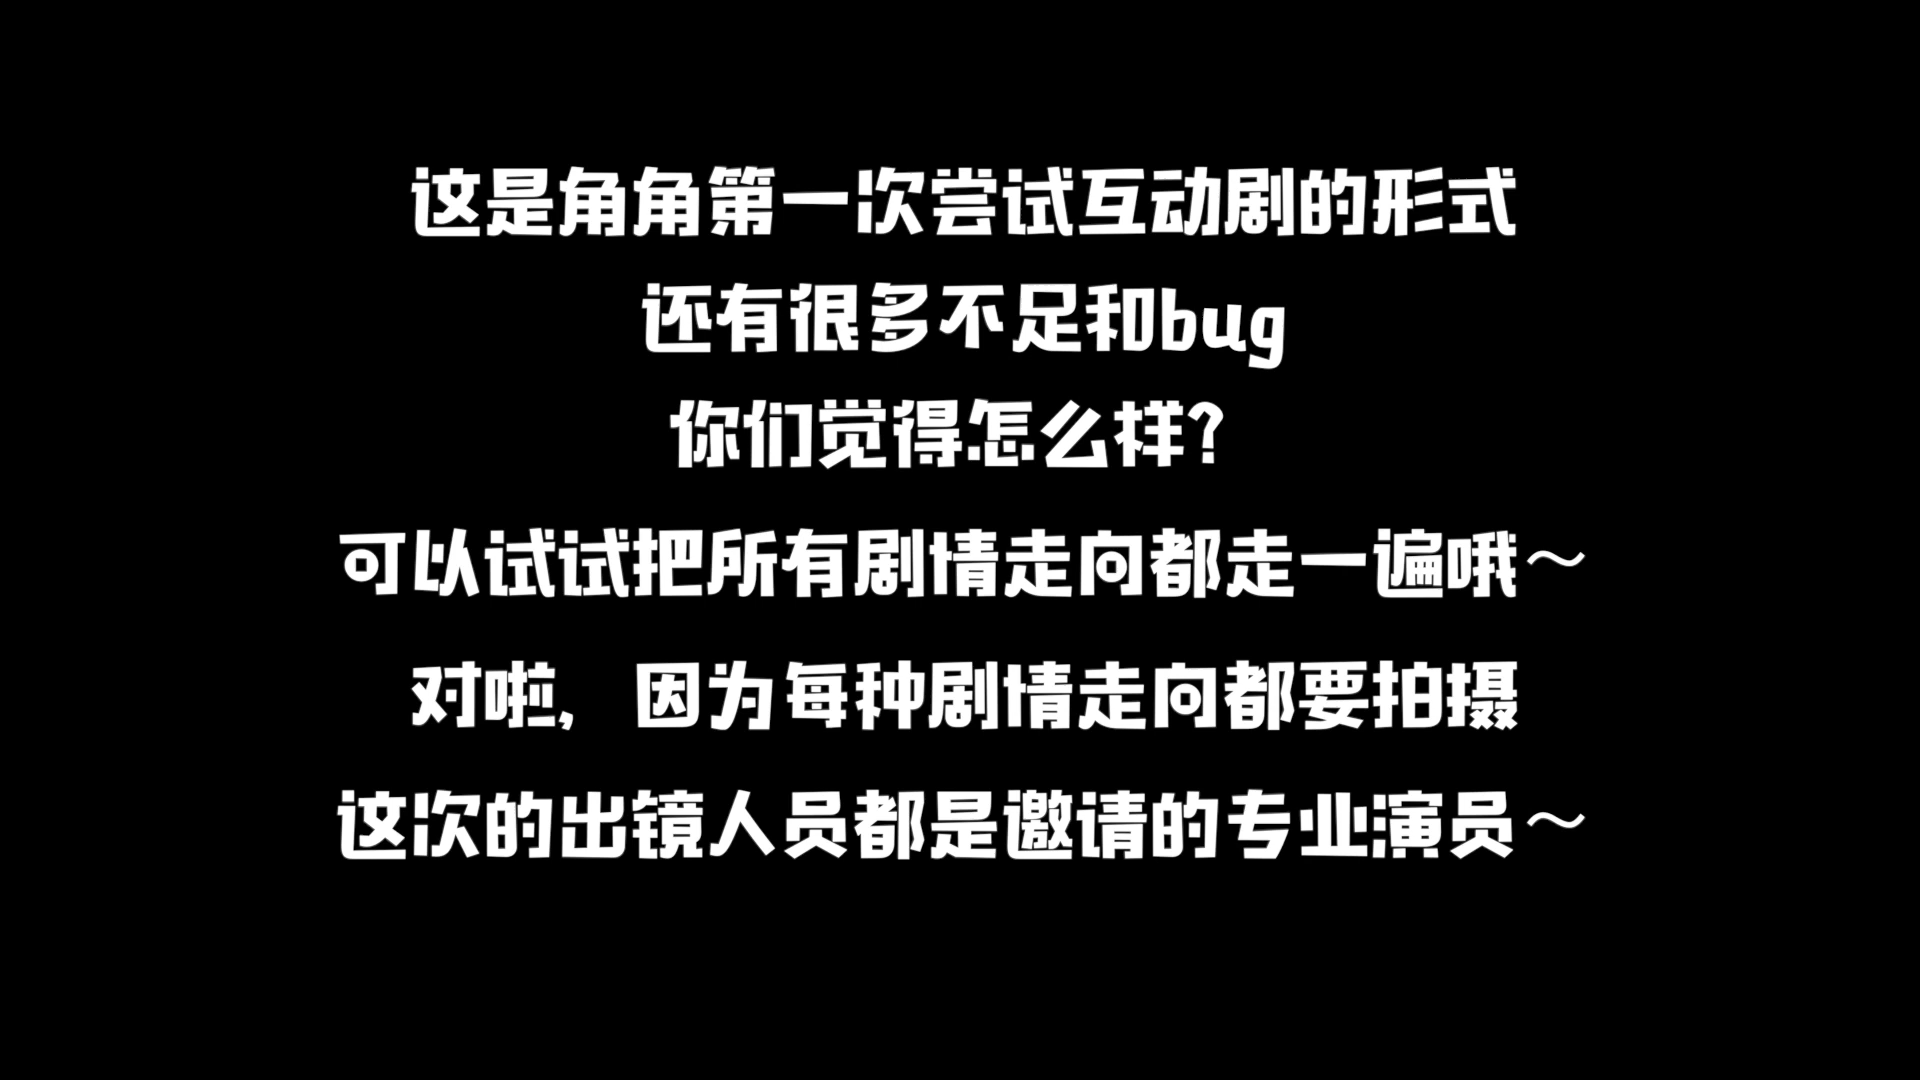 这是角角第一次尝试互动剧的形式
还有很多不足和bug
你们觉得怎么样？
可以试试把所有剧情走向都走一遍哦～
对啦，因为每种剧情走向都要拍摄
这次的出镜人员都是邀请的专业演员～